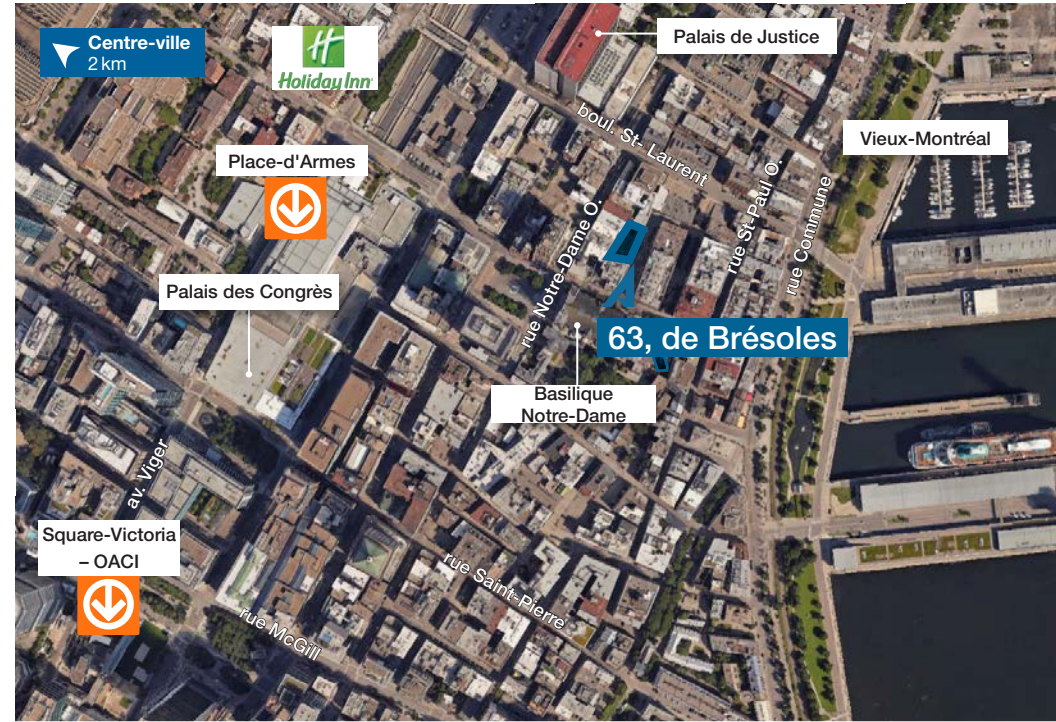 Centre-ville
2 km
Holiday Inn
Palais de Justice
boul. St- Laurent
Vieux-Montréal
Place-d'Armes
rue Notre-Dame O.
rue St-Paul O.
rue Commune
Palais des Congrès
63, de Brésoles
Basilique
Notre-Dame
av. Viger
Square-Victoria
– OACI
rue Saint-Pierre
rue McGill